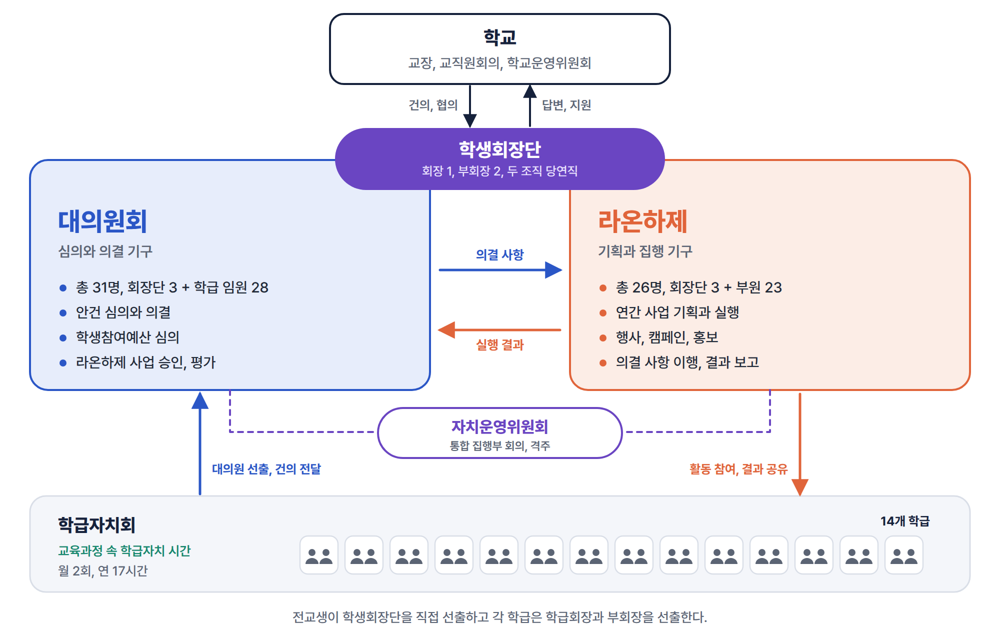 학교
교장, 교직원회의, 학교운영위원회
건의, 협의
답변, 지원
학생회장단
회장 1, 부회장 2, 두 조직 당연직
대의원회
심의와 의결 기구
총 31명, 회장단 3 + 학급 임원 28
안건 심의와 의결
학생참여예산 심의
라온하제 사업 승인, 평가
의결 사항
실행 결과
라온하제
기획과 집행 기구
총 26명, 회장단 3 + 부원 23
연간 사업 기획과 실행
행사, 캠페인, 홍보
의결 사항 이행, 결과 보고
자치운영위원회
통합 집행부 회의, 격주
대의원 선출, 건의 전달
활동 참여, 결과 공유
학급자치회
교육과정 속 학급자치 시간
월 2회, 연 17시간
14개 학급
전교생이 학생회장단을 직접 선출하고 각 학급은 학급회장과 부회장을 선출한다.